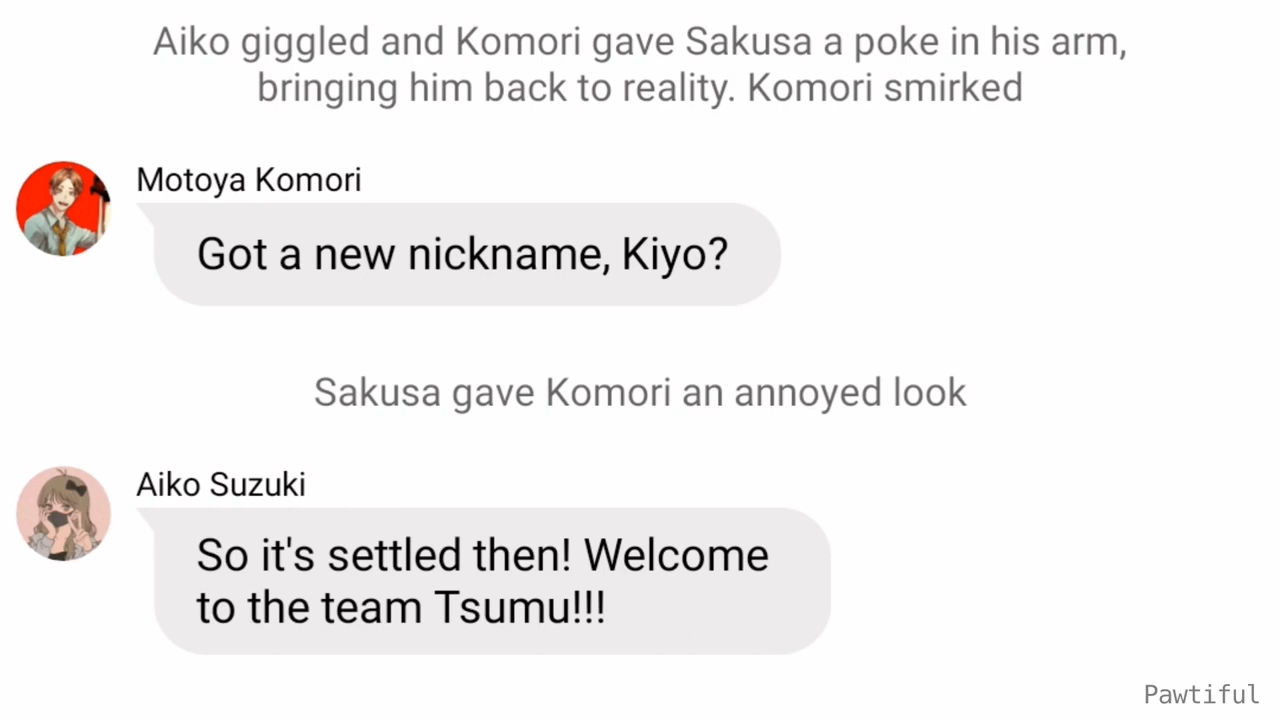 Aiko giggled and Komori gave Sakusa a poke in his arm,
bringing him back to reality. Komori smirked
Motoya Komori
Got a new nickname, Kiyo?
Sakusa gave Komori an annoyed look
Aiko Suzuki
So it's settled then! Welcome
to the team Tsumu!!!
Pawtiful